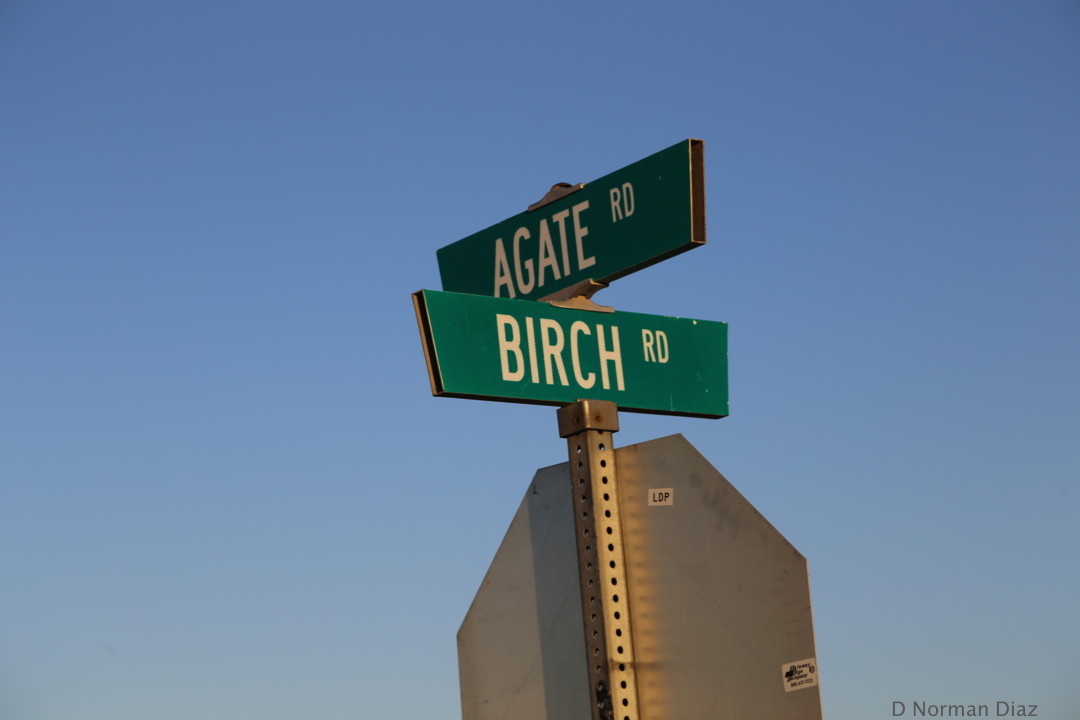 AGATE RD
BIRCH RD
LDP
D Norman Diaz